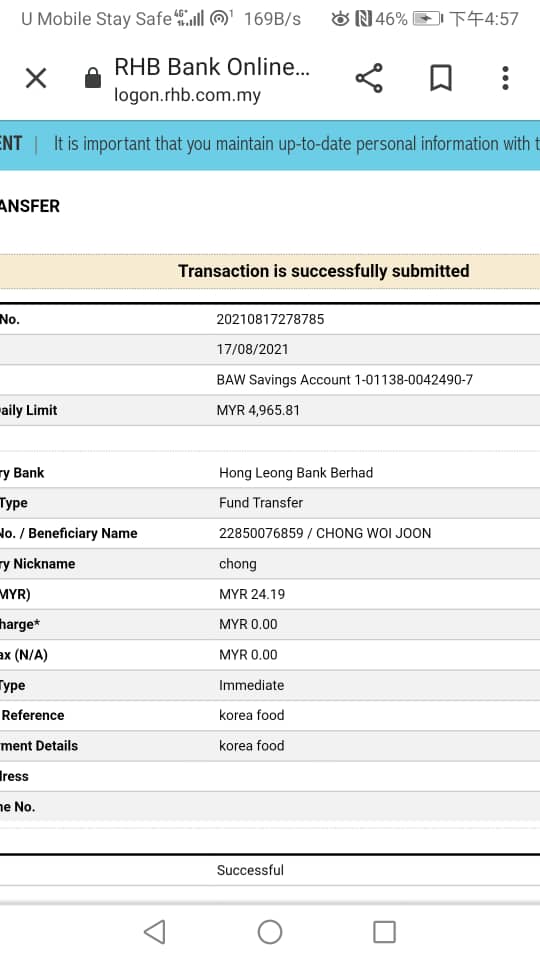 U Mobile Stay Safe 4G 1 169B/s 46% 下午4:57
RHB Bank Online...
logon.rhb.com.my
ENT | It is important that you maintain up-to-date personal information with t
ANSFER
Transaction is successfully submitted
No. 20210817278785
17/08/2021
BAW Savings Account 1-01138-0042490-7
aily Limit MYR 4,965.81
ry Bank Hong Leong Bank Berhad
Type Fund Transfer
No. / Beneficiary Name 22850076859 / CHONG WOI JOON
ry Nickname chong
MYR) MYR 24.19
harge* MYR 0.00
ax (N/A) MYR 0.00
Type Immediate
Reference korea food
ment Details korea food
dress
ne No.
Successful